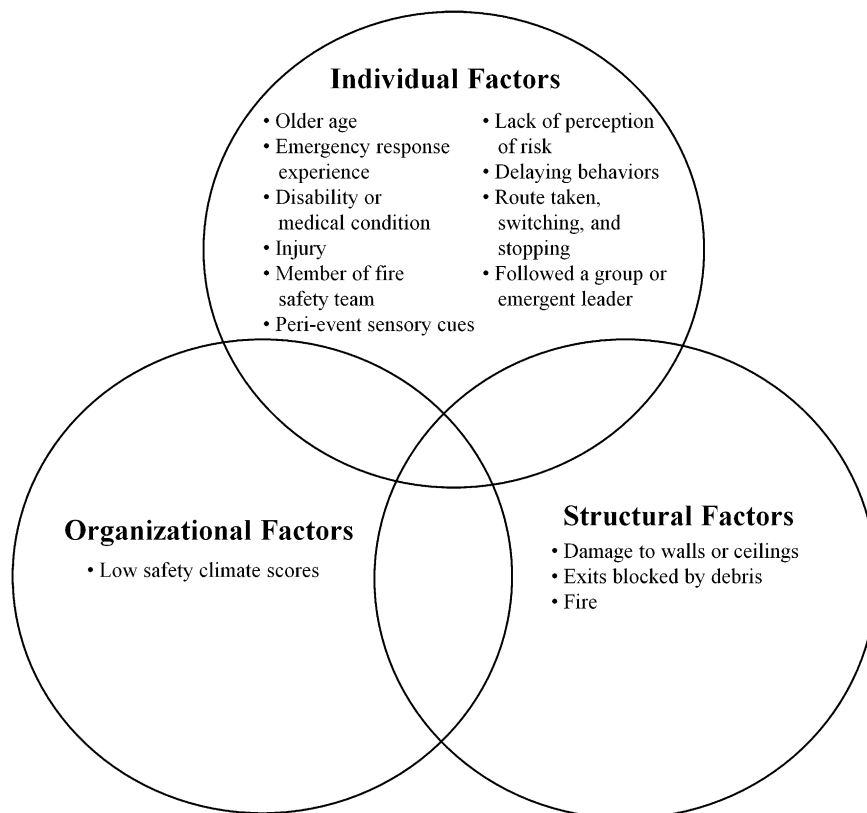 Individual Factors
• Older age
• Emergency response
experience
• Disability or
medical condition
• Injury
• Member of fire
safety team
• Peri-event sensory cues
• Lack of perception
of risk
• Delaying behaviors
• Route taken,
switching, and
stopping
• Followed a group or
emergent leader
Organizational Factors
• Low safety climate scores
Structural Factors
• Damage to walls or ceilings
• Exits blocked by debris
• Fire